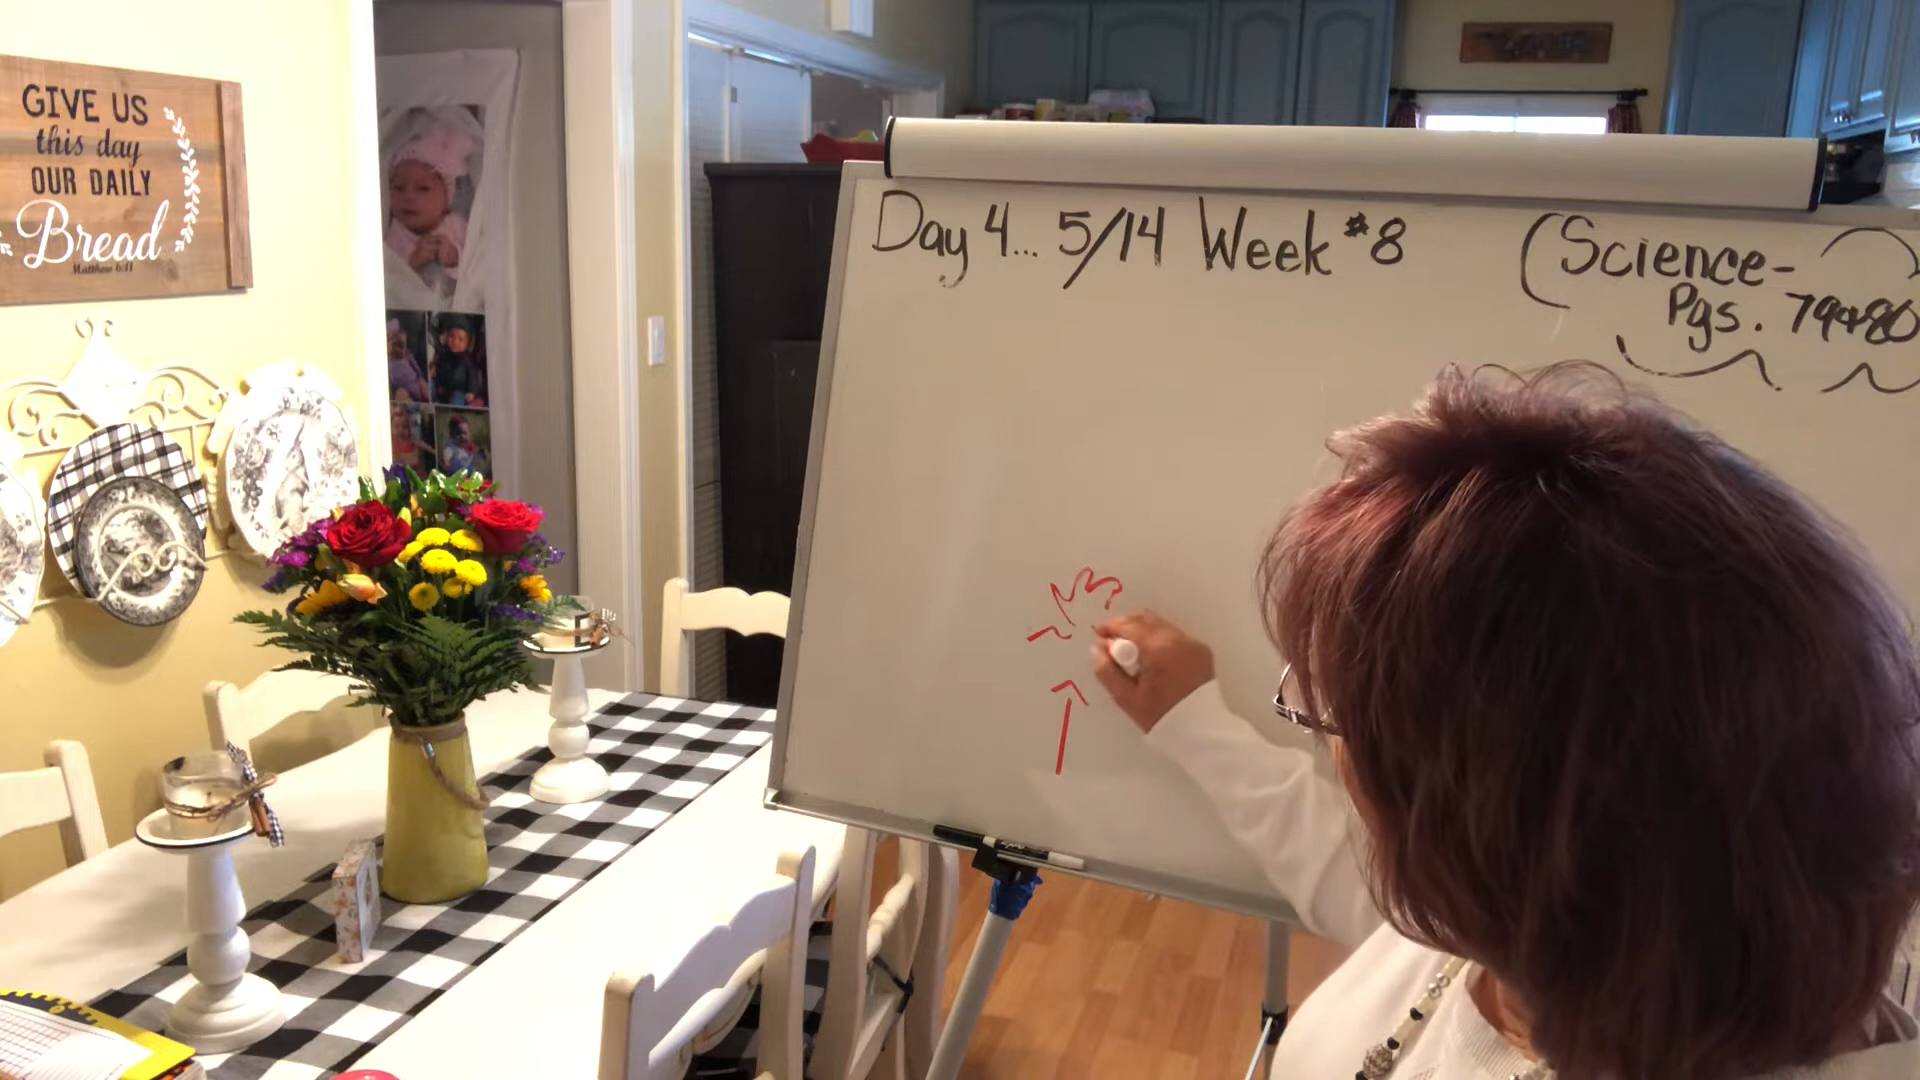 GIVE US
this day
OUR DAILY
Bread
Matthew 6:11
Day 4... 5/14 Week #8
(Science-
Pgs. 79+80